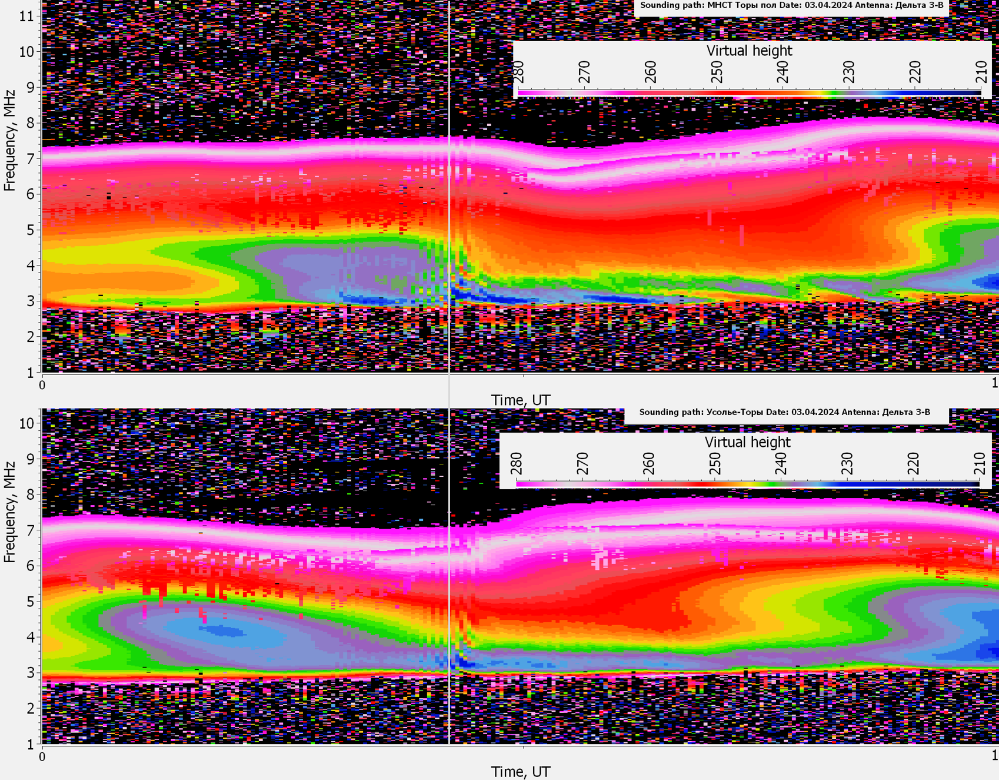 Sounding path: МНСТ Торы пол Date: 03.04.2024 Antenna: Дельта З-В
Virtual height
280 270 260 250 240 230 220 210
Frequency, MHz
11
10
9
8
7
6
5
4
3
2
1
0 1
Time, UT
Sounding path: Усолье-Торы Date: 03.04.2024 Antenna: Дельта З-В
Virtual height
280 270 260 250 240 230 220 210
Frequency, MHz
10
9
8
7
6
5
4
3
2
1
0 1
Time, UT